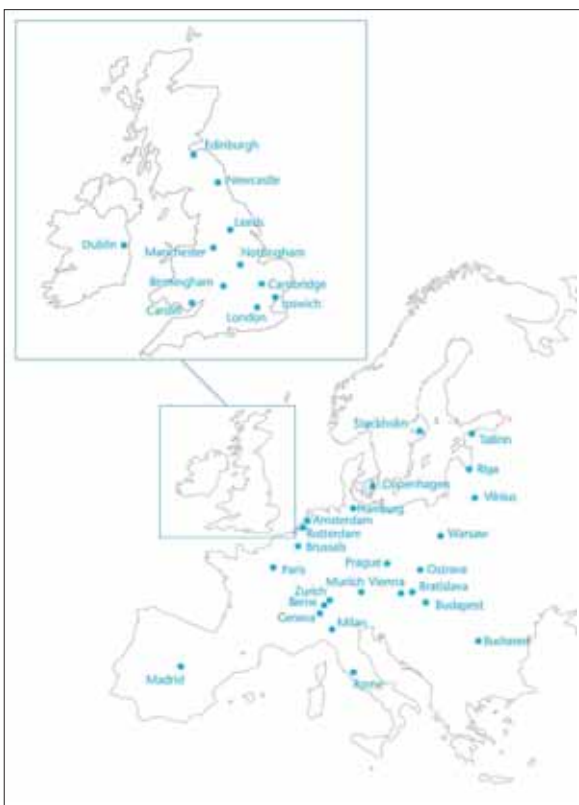 Edinburgh
Newcastle
Leeds
Dublin
Manchester
Nottingham
Birmingham
Cambridge
Cardiff
Ipswich
London
Stockholm
Tallinn
Riga
Copenhagen
Vilnius
Hamburg
Amsterdam
Rotterdam
Warsaw
Brussels
Prague
Paris
Ostrava
Munich
Vienna
Zurich
Bratislava
Berne
Budapest
Geneva
Milan
Bucharest
Madrid
Rome